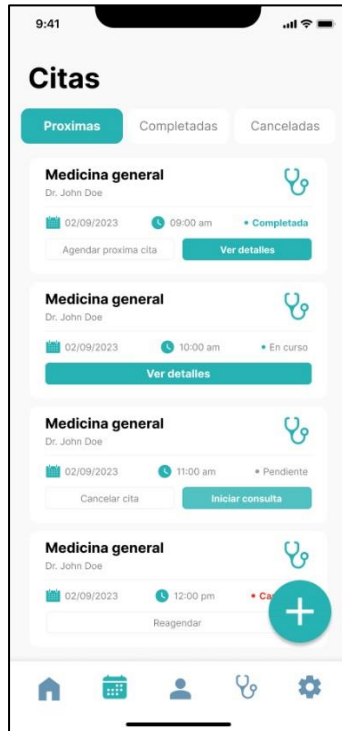 9:41
Citas
Proximas Completadas Canceladas
Medicina general
Dr. John Doe
02/09/2023 09:00 am • Completada
Agendar proxima cita Ver detalles
Medicina general
Dr. John Doe
02/09/2023 10:00 am • En curso
Ver detalles
Medicina general
Dr. John Doe
02/09/2023 11:00 am • Pendiente
Cancelar cita Iniciar consulta
Medicina general
Dr. John Doe
02/09/2023 12:00 pm
Reagendar